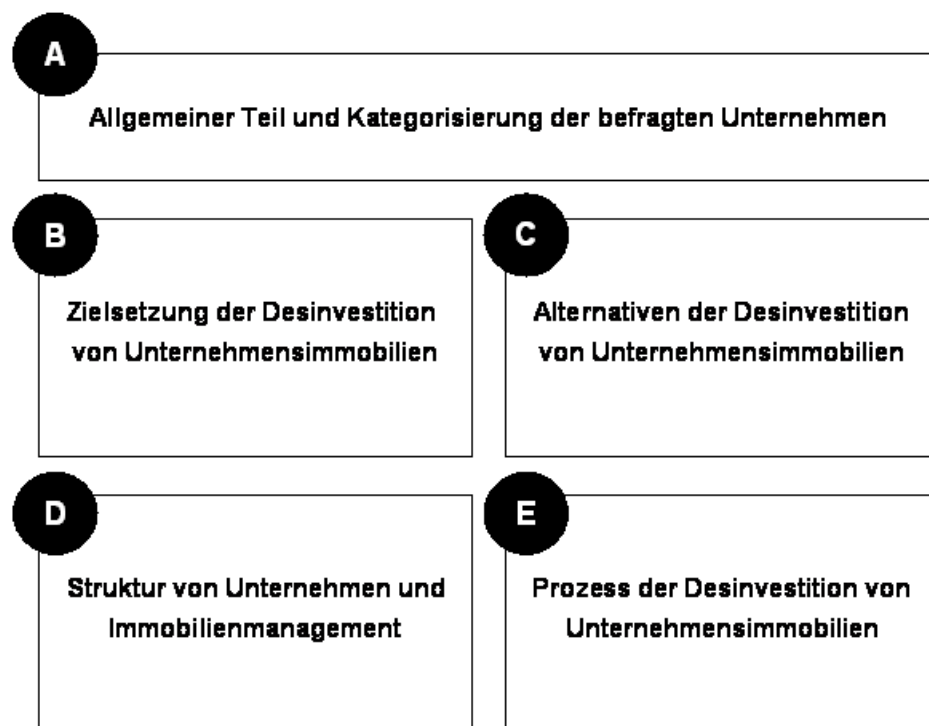 A
Allgemeiner Teil und Kategorisierung der befragten Unternehmen
B
Zielsetzung der Desinvestition
von Unternehmensimmobilien
C
Alternativen der Desinvestition
von Unternehmensimmobilien
D
Struktur von Unternehmen und
Immobilienmanagement
E
Prozess der Desinvestition von
Unternehmensimmobilien